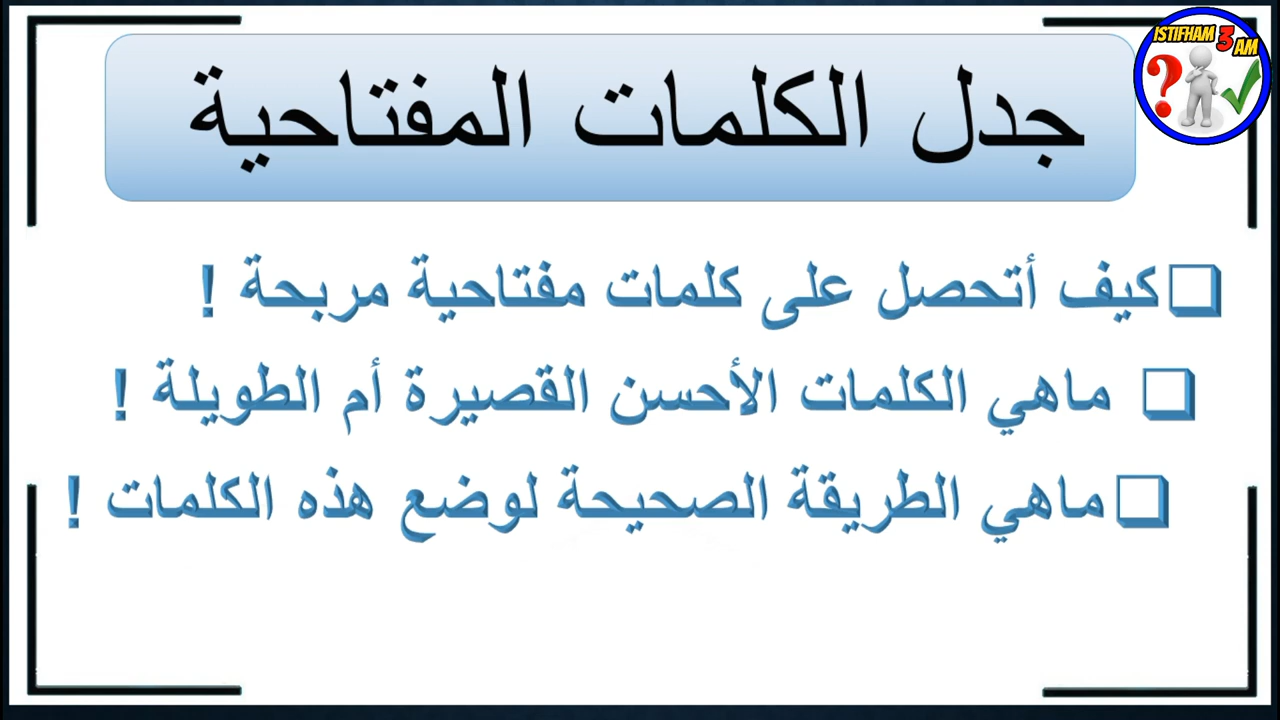 جدل الكلمات المفتاحية
ISTIFHAM 3 AM
كيف أتحصل على كلمات مفتاحية مربحة !
ماهي الكلمات الأحسن القصيرة أم الطويلة !
ماهي الطريقة الصحيحة لوضع هذه الكلمات !